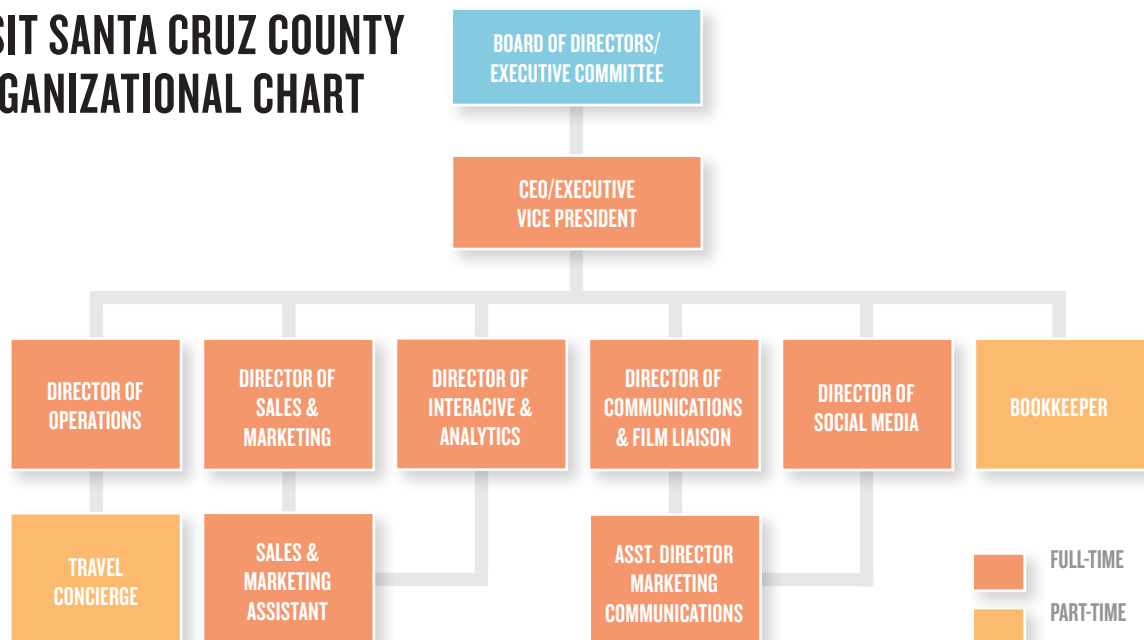 SIT SANTA CRUZ COUNTY
GANIZATIONAL CHART
BOARD OF DIRECTORS/
EXECUTIVE COMMITTEE
CEO/EXECUTIVE
VICE PRESIDENT
DIRECTOR OF
OPERATIONS
DIRECTOR OF
SALES &
MARKETING
DIRECTOR OF
INTERACIVE &
ANALYTICS
DIRECTOR OF
COMMUNICATIONS
& FILM LIAISON
DIRECTOR OF
SOCIAL MEDIA
BOOKKEEPER
TRAVEL
CONCIERGE
SALES &
MARKETING
ASSISTANT
ASST. DIRECTOR
MARKETING
COMMUNICATIONS
FULL-TIME
PART-TIME